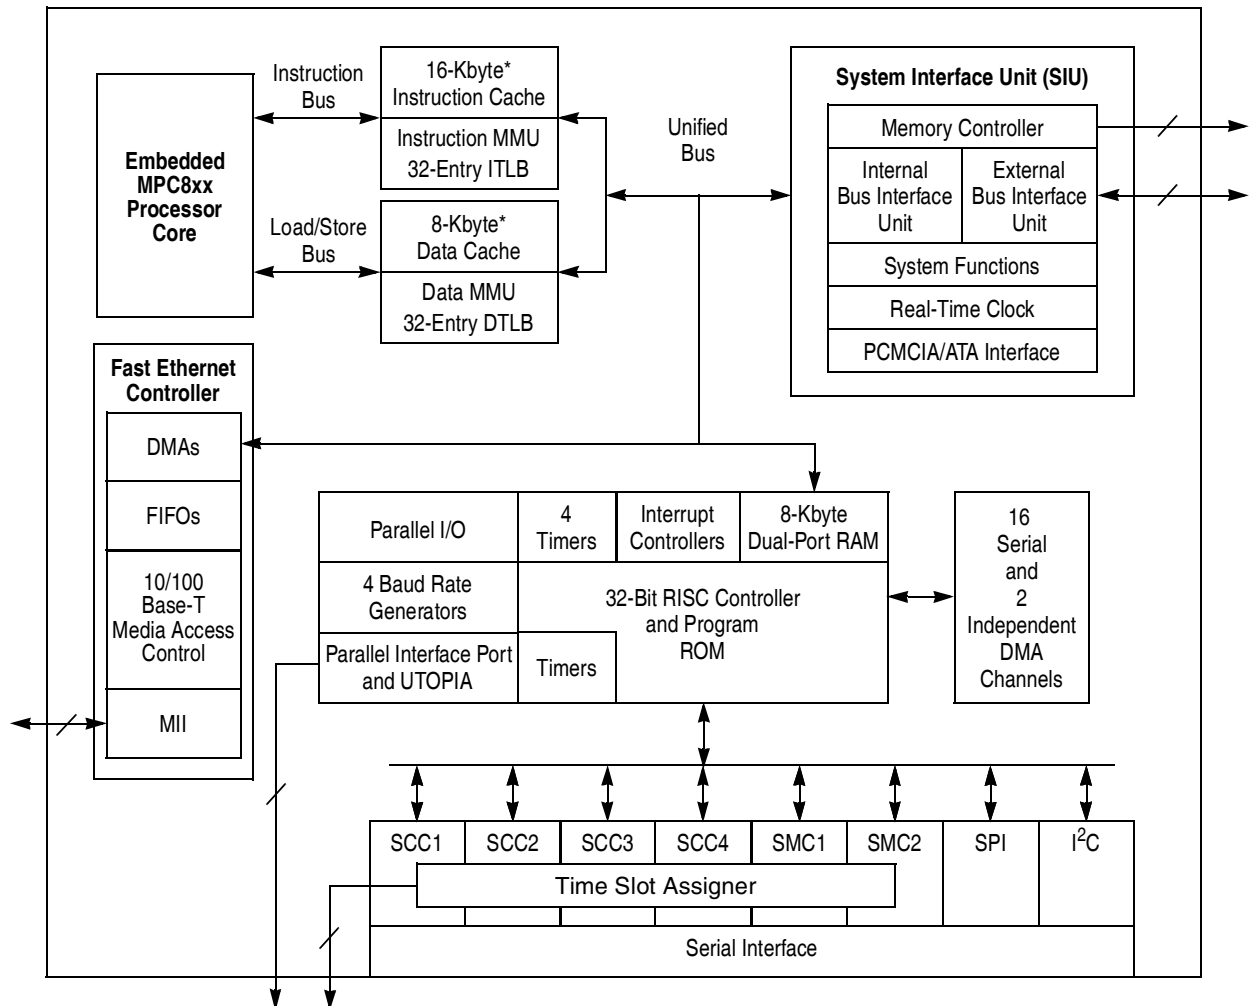 Instruction
Bus
16-Kbyte*
Instruction Cache
Instruction MMU
32-Entry ITLB
Embedded
MPC8xx
Processor
Core
Load/Store
Bus
8-Kbyte*
Data Cache
Data MMU
32-Entry DTLB
Unified
Bus
System Interface Unit (SIU)
Memory Controller
Internal
Bus Interface
Unit
External
Bus Interface
Unit
System Functions
Real-Time Clock
PCMCIA/ATA Interface
Fast Ethernet
Controller
DMAs
FIFOs
10/100
Base-T
Media Access
Control
MII
Parallel I/O
4
Timers
Interrupt
Controllers
8-Kbyte
Dual-Port RAM
4 Baud Rate
Generators
32-Bit RISC Controller
and Program
ROM
Parallel Interface Port
and UTOPIA
Timers
16
Serial
and
2
Independent
DMA
Channels
SCC1
SCC2
SCC3
SCC4
SMC1
SMC2
SPI
I²C
Time Slot Assigner
Serial Interface